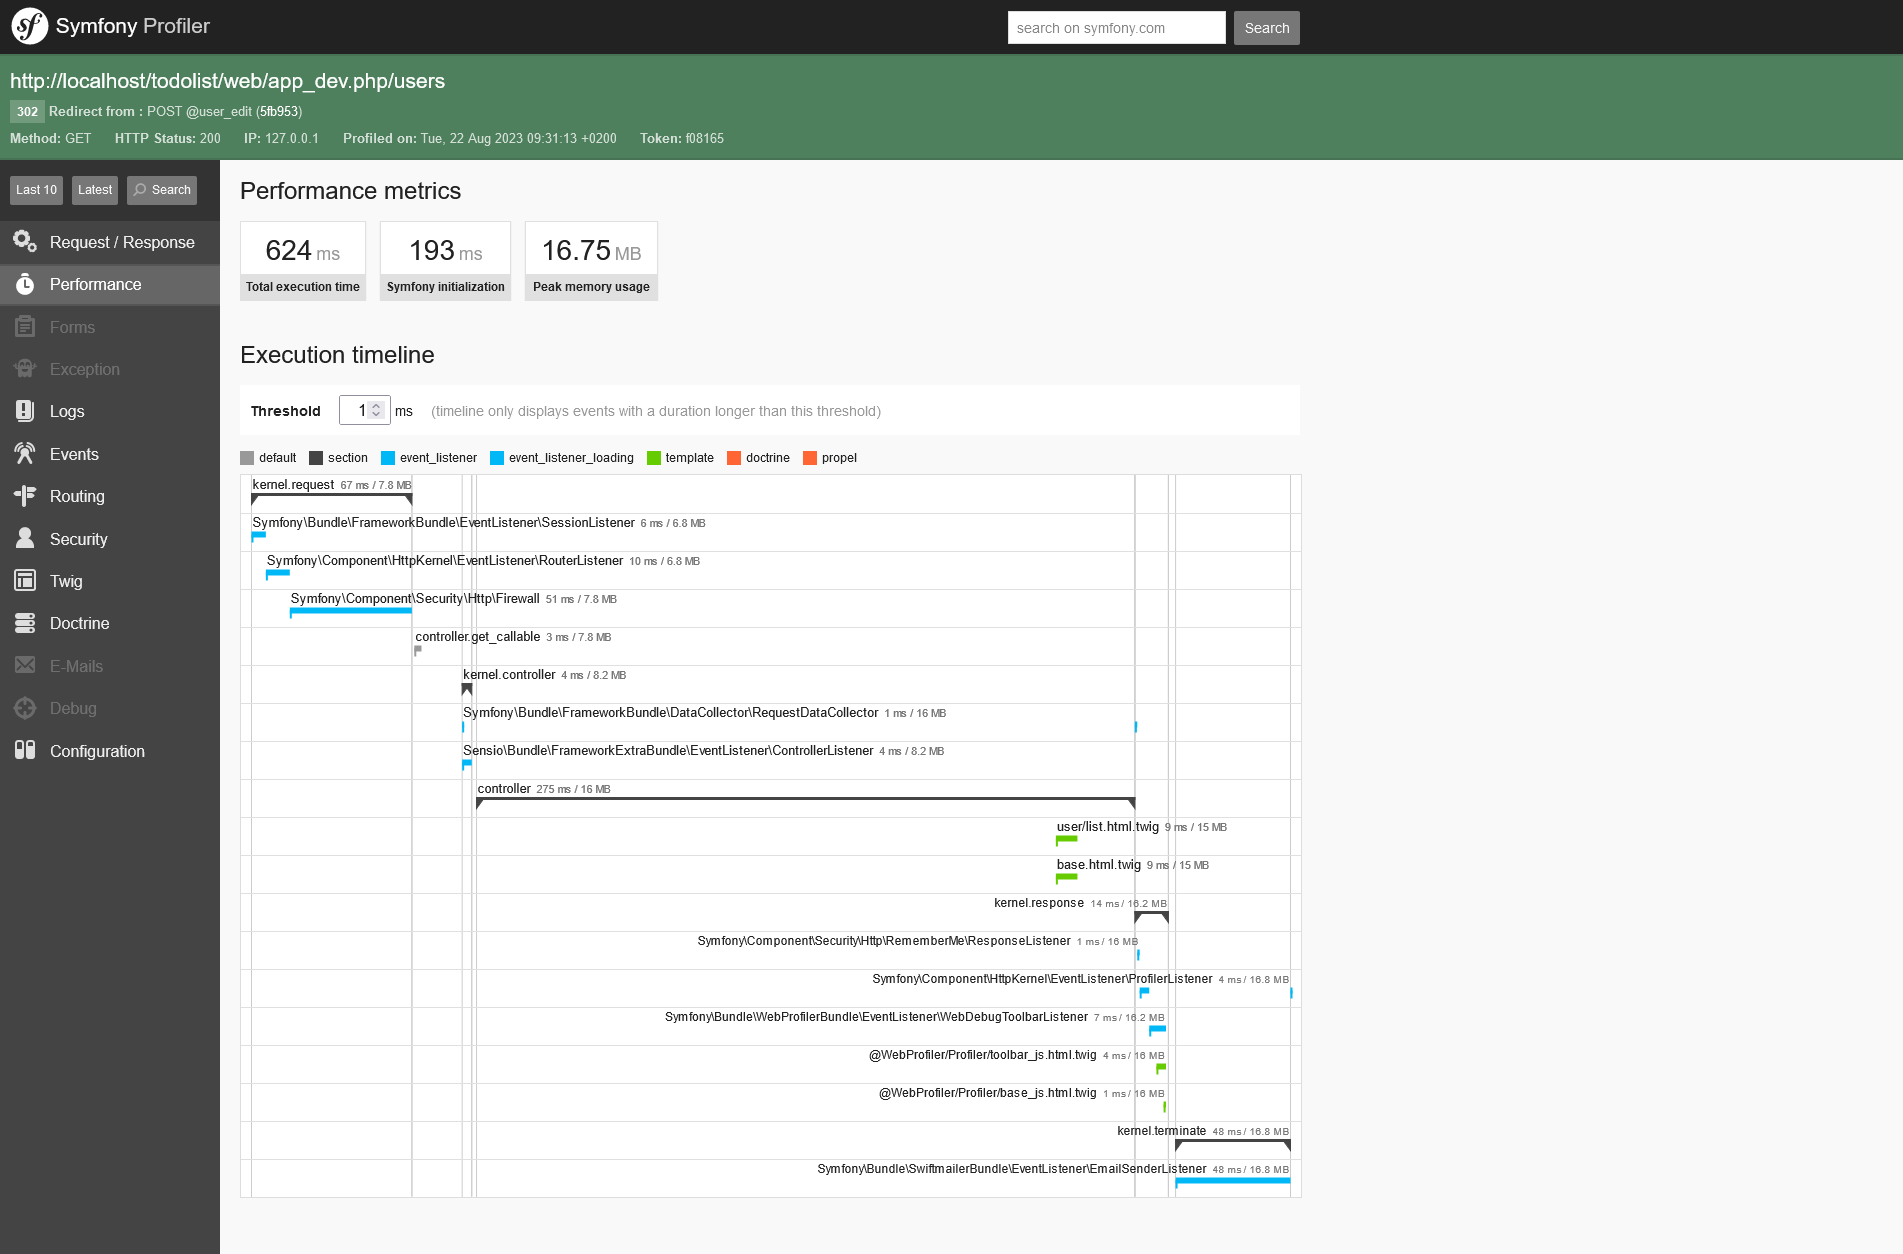 Symfony Profiler
search on symfony.com
Search
http://localhost/todolist/web/app_dev.php/users
302 Redirect from : POST @user_edit (5fb953)
Method: GET HTTP Status: 200 IP: 127.0.0.1 Profiled on: Tue, 22 Aug 2023 09:31:13 +0200 Token: f08165
Last 10 Latest Search
Request / Response
Performance
Forms
Exception
Logs
Events
Routing
Security
Twig
Doctrine
E-Mails
Debug
Configuration
Performance metrics
624 ms
Total execution time
193 ms
Symfony initialization
16.75 MB
Peak memory usage
Execution timeline
Threshold 1 ms (timeline only displays events with a duration longer than this threshold)
default section event_listener event_listener_loading template doctrine propel
kernel.request 67 ms / 7.8 MB
Symfony\Bundle\FrameworkBundle\EventListener\SessionListener 6 ms / 6.8 MB
Symfony\Component\HttpKernel\EventListener\RouterListener 10 ms / 6.8 MB
Symfony\Component\Security\Http\Firewall 51 ms / 7.8 MB
controller.get_callable 3 ms / 7.8 MB
kernel.controller 4 ms / 8.2 MB
Symfony\Bundle\FrameworkBundle\DataCollector\RequestDataCollector 1 ms / 16 MB
Sensio\Bundle\FrameworkExtraBundle\EventListener\ControllerListener 4 ms / 8.2 MB
controller 275 ms / 16 MB
user/list.html.twig 9 ms / 15 MB
base.html.twig 9 ms / 15 MB
kernel.response 14 ms / 16.2 MB
Symfony\Component\Security\Http\RememberMe\ResponseListener 1 ms / 16 MB
Symfony\Component\HttpKernel\EventListener\ProfilerListener 4 ms / 16.8 MB
Symfony\Bundle\WebProfilerBundle\EventListener\WebDebugToolbarListener 7 ms / 16.2 MB
@WebProfiler/Profiler/toolbar_js.html.twig 4 ms / 16 MB
@WebProfiler/Profiler/base_js.html.twig 1 ms / 16 MB
kernel.terminate 48 ms / 16.8 MB
Symfony\Bundle\SwiftmailerBundle\EventListener\EmailSenderListener 48 ms / 16.8 MB